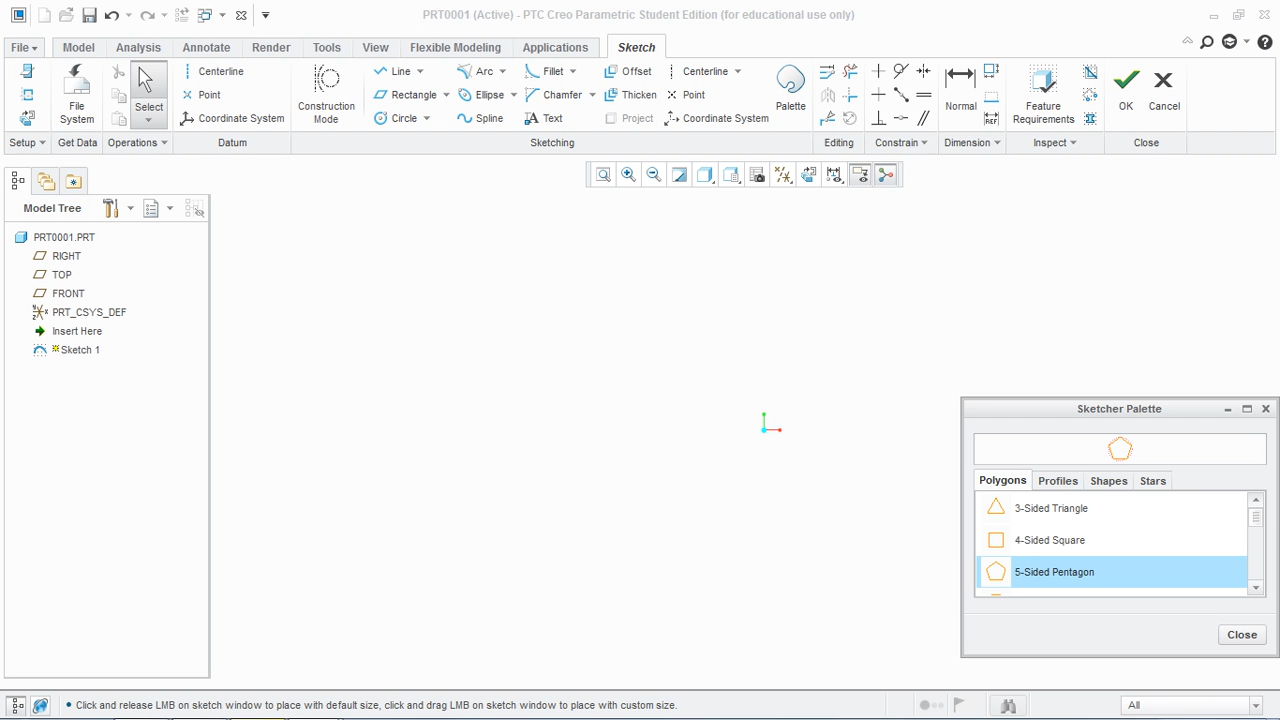 PRT0001 (Active) - PTC Creo Parametric Student Edition (for educational use only)
File Model Analysis Annotate Render Tools View Flexible Modeling Applications Sketch
File System
Select
Centerline
Point
Coordinate System
Construction Mode
Line Arc Fillet Offset Centerline
Rectangle Ellipse Chamfer Thicken Point
Circle Spline Text Project Coordinate System
Palette
Normal
REF
Feature Requirements
OK Cancel
Setup Get Data Operations Datum Sketching Editing Constrain Dimension Inspect Close
Model Tree
PRT0001.PRT
RIGHT
TOP
FRONT
PRT_CSYS_DEF
Insert Here
Sketch 1
Sketcher Palette
Polygons Profiles Shapes Stars
3-Sided Triangle
4-Sided Square
5-Sided Pentagon
Close
• Click and release LMB on sketch window to place with default size, click and drag LMB on sketch window to place with custom size.
All